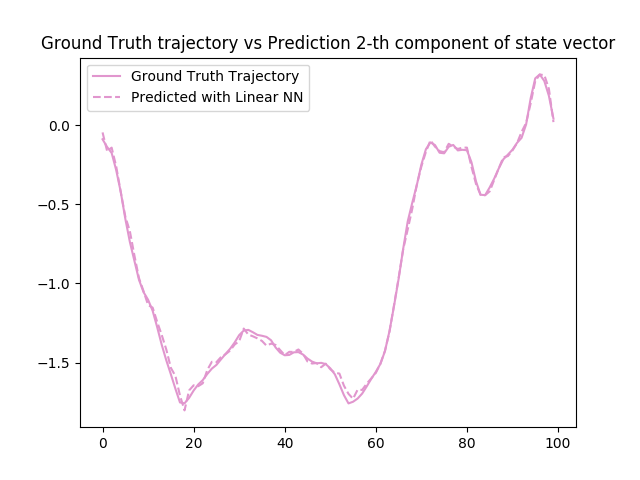 Ground Truth trajectory vs Prediction 2-th component of state vector
Ground Truth Trajectory
Predicted with Linear NN
0.0
−0.5
−1.0
−1.5
0 20 40 60 80 100